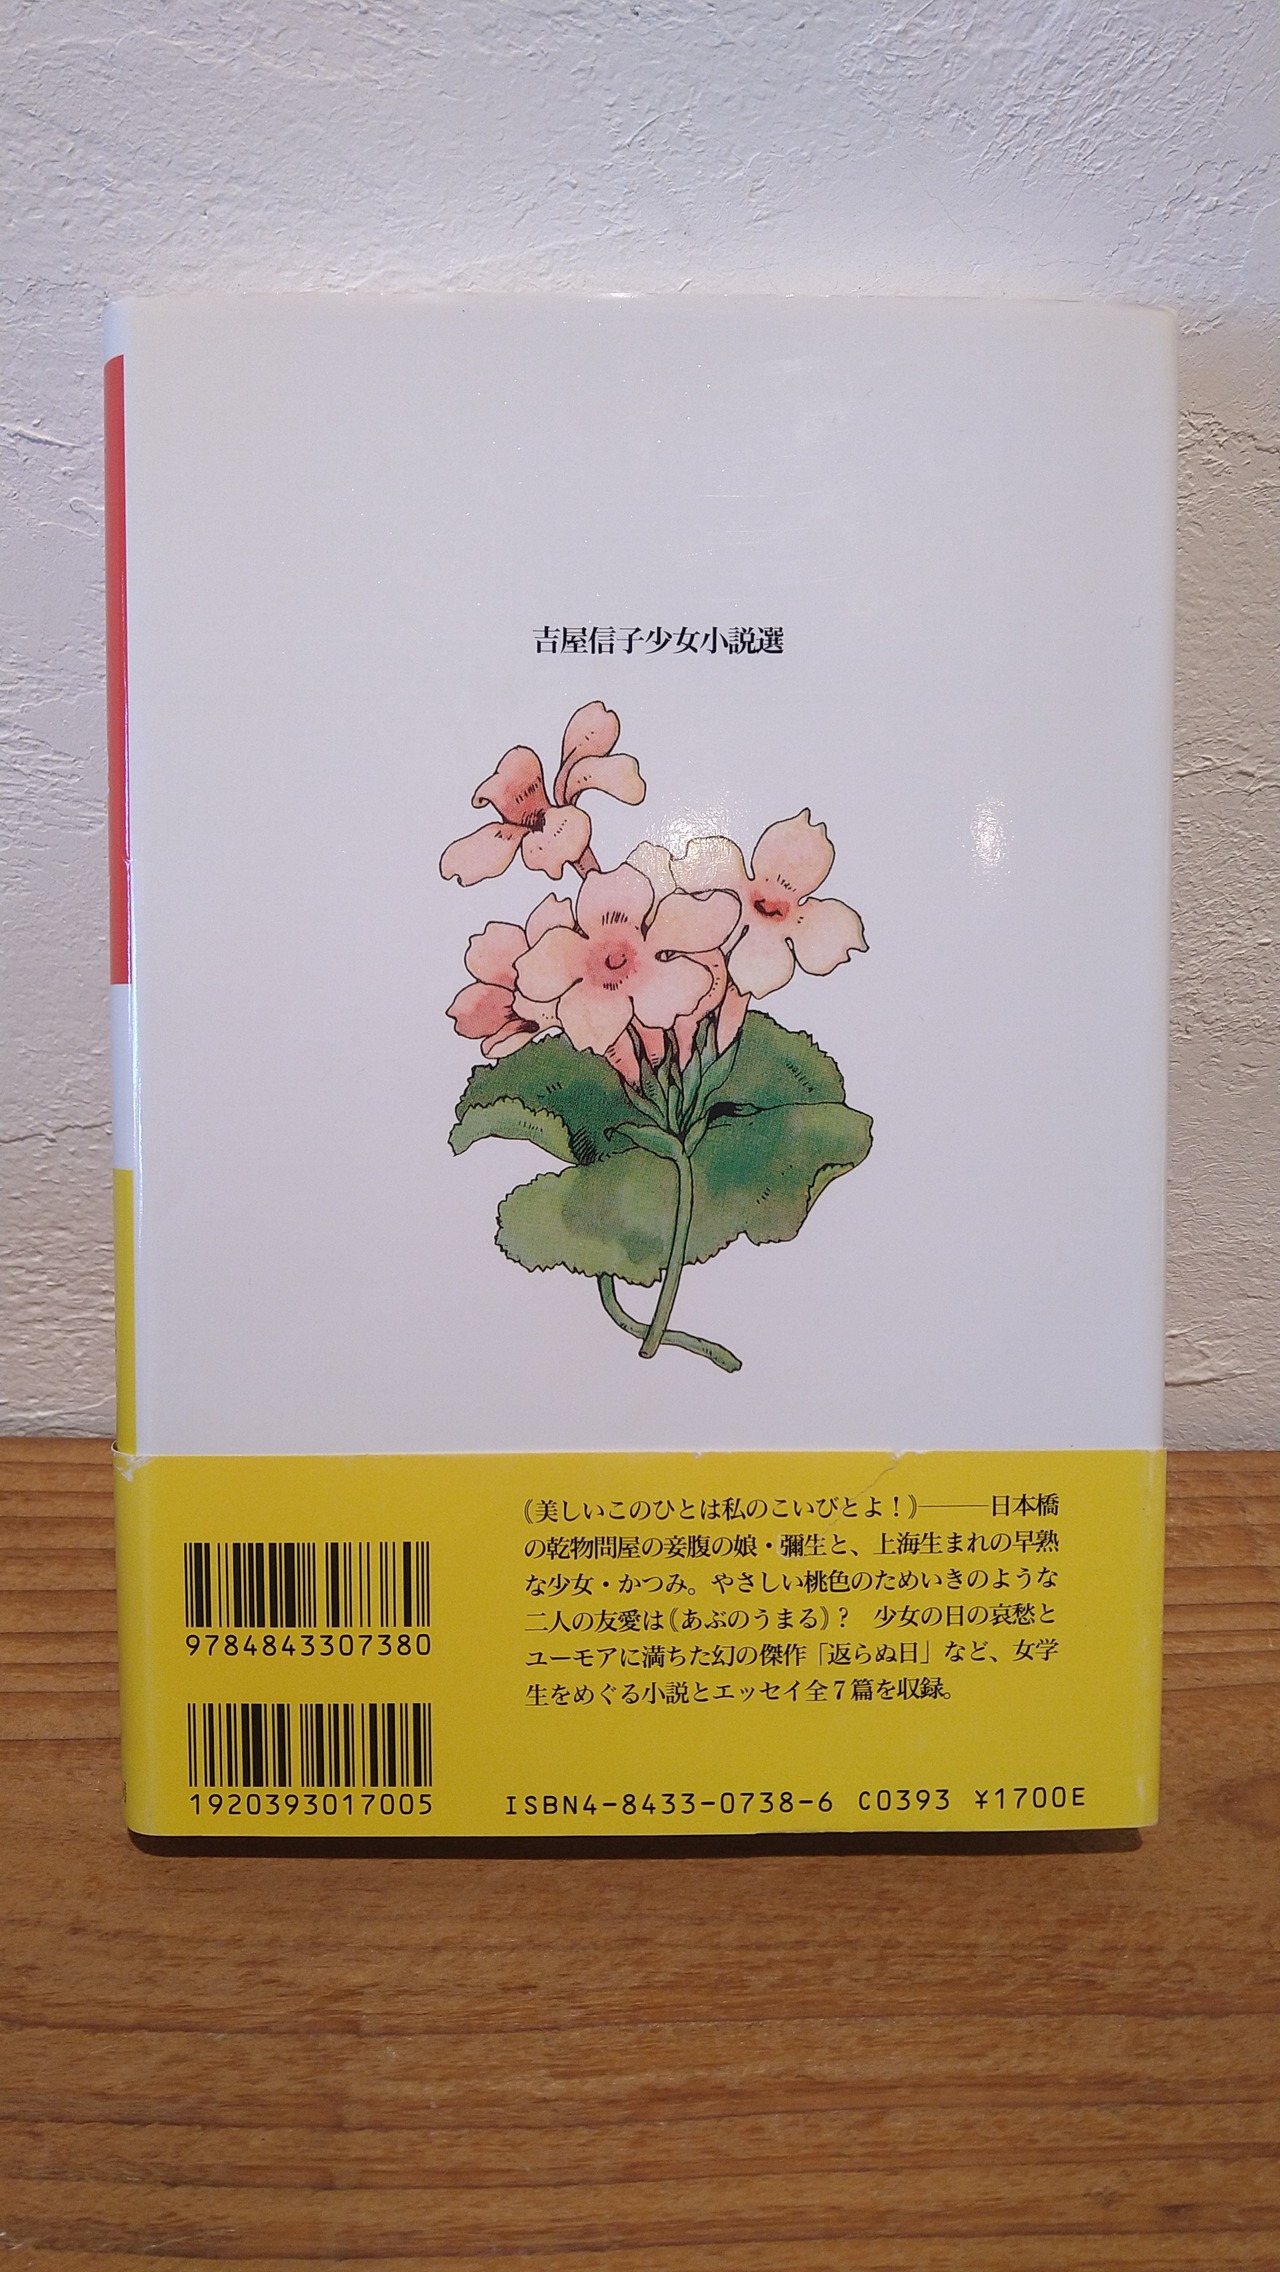 吉屋信子少女小説選
《美しいこのひとは私のこいびとよ！》―――日本橋
の乾物問屋の妾腹の娘・彌生と、上海生まれの早熟
な少女・かつみ。やさしい桃色のためいきのような
二人の友愛は《あぶのうまる》？　少女の日の哀愁と
ユーモアに満ちた幻の傑作「返らぬ日」など、女学
生をめぐる小説とエッセイ全7篇を収録。
9784843307380
1920393017005
ISBN4-8433-0738-6 C0393 ¥1700E